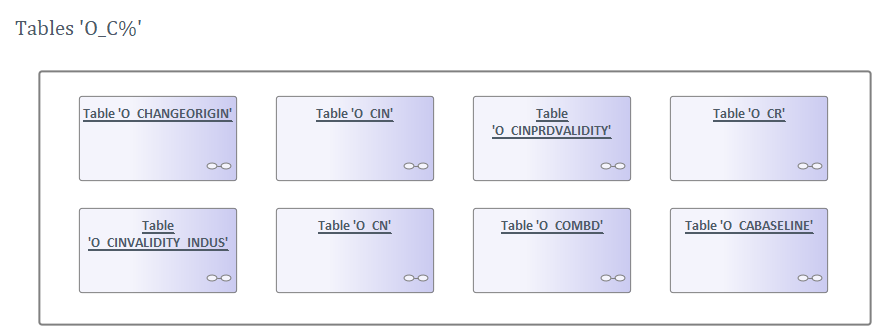 Tables 'O_C%'
Table 'O_CHANGEORIGIN'
Table 'O_CIN'
Table
'O_CINPRDVALIDITY'
Table 'O_CR'
Table
'O_CINVALIDITY_INDUS'
Table 'O_CN'
Table 'O_COMBD'
Table 'O_CABASELINE'